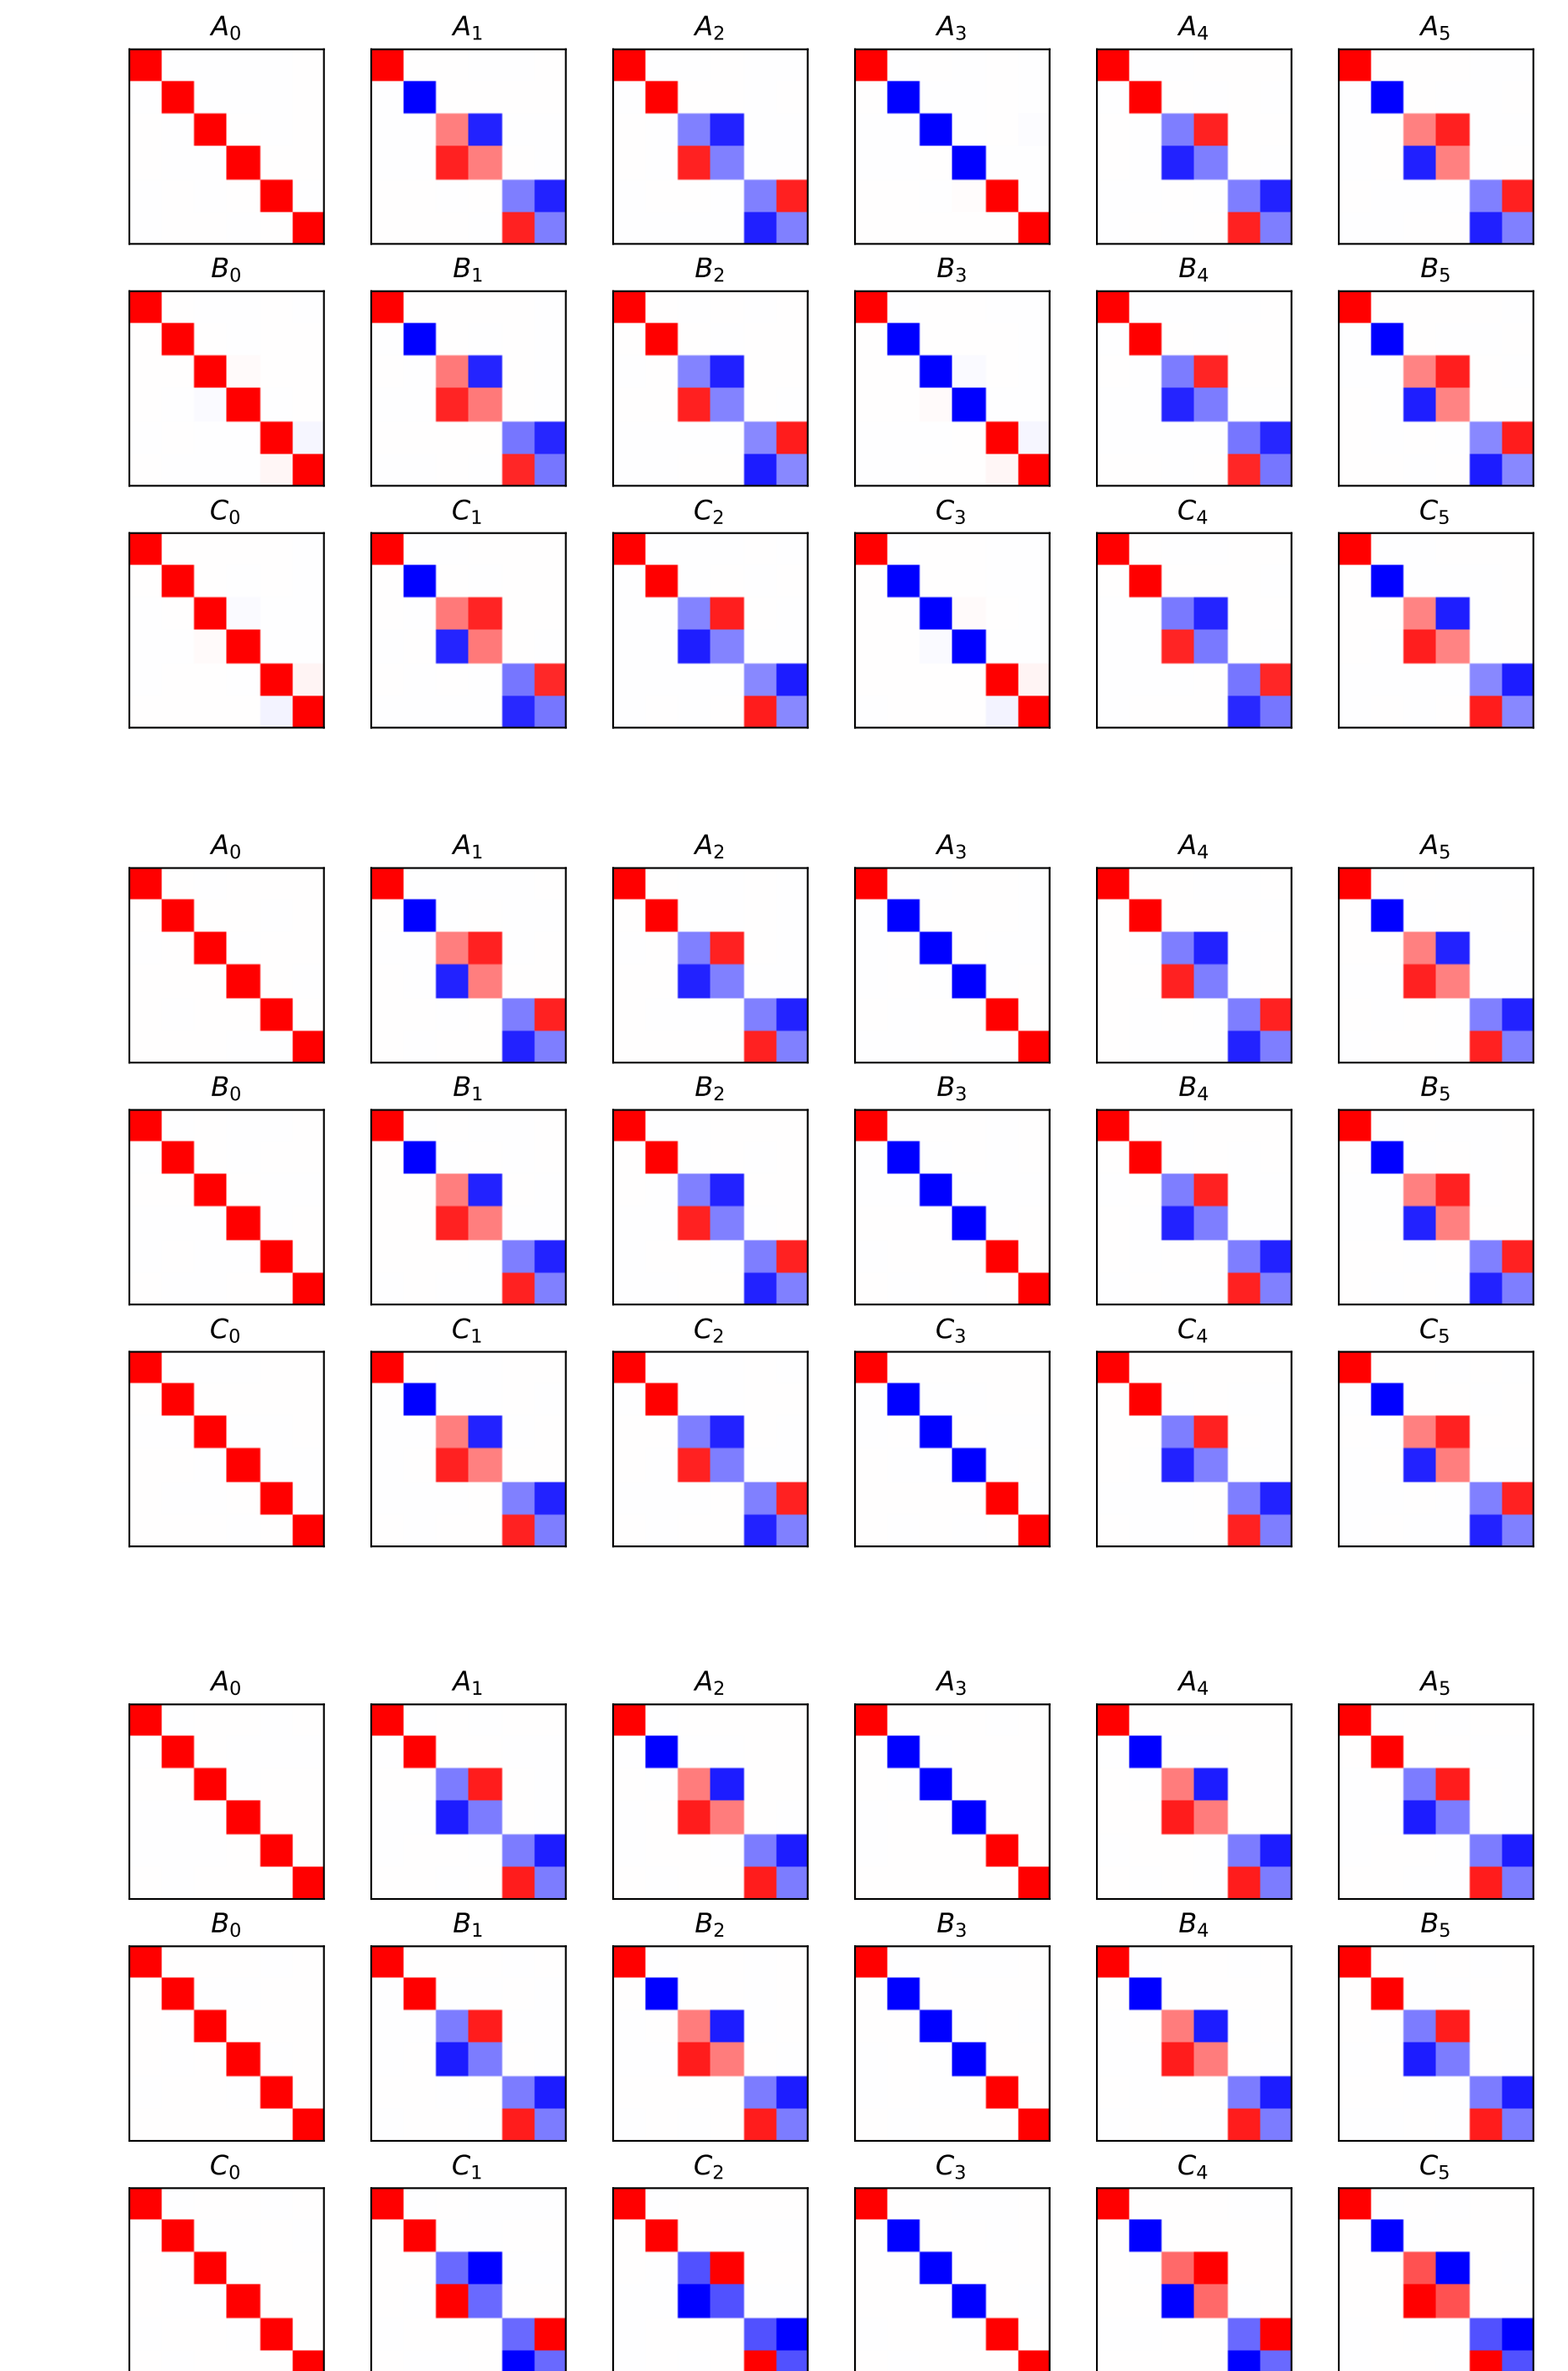 A₀ A₁ A₂ A₃ A₄ A₅
B₀ B₁ B₂ B₃ B₄ B₅
C₀ C₁ C₂ C₃ C₄ C₅
A₀ A₁ A₂ A₃ A₄ A₅
B₀ B₁ B₂ B₃ B₄ B₅
C₀ C₁ C₂ C₃ C₄ C₅
A₀ A₁ A₂ A₃ A₄ A₅
B₀ B₁ B₂ B₃ B₄ B₅
C₀ C₁ C₂ C₃ C₄ C₅